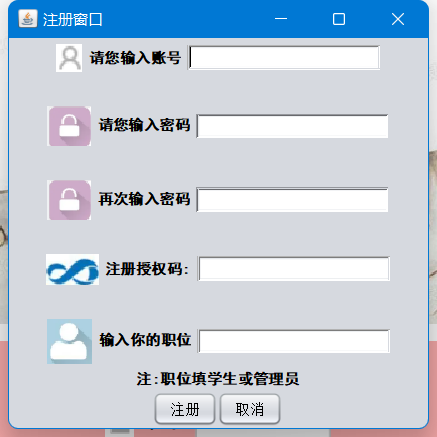 注册窗口
请您输入账号
请您输入密码
再次输入密码
注册授权码:
输入你的职位
注:职位填学生或管理员
注册 取消